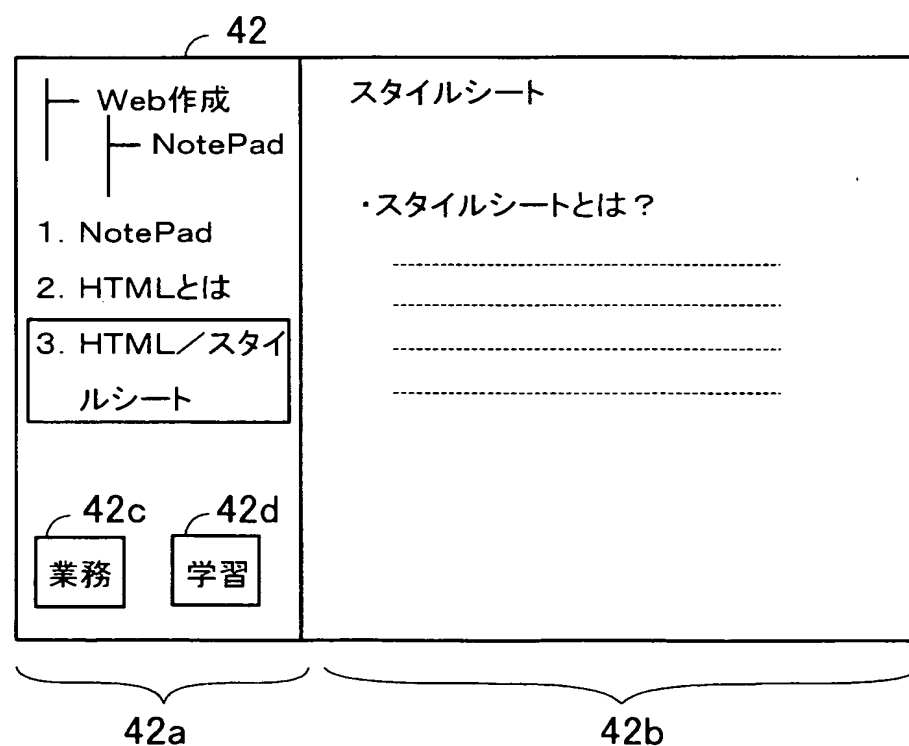 42
Web作成
NotePad
1. NotePad
2. HTMLとは
3. HTML／スタイ
ルシート
42c
42d
業務
学習
スタイルシート
・スタイルシートとは？
42a
42b